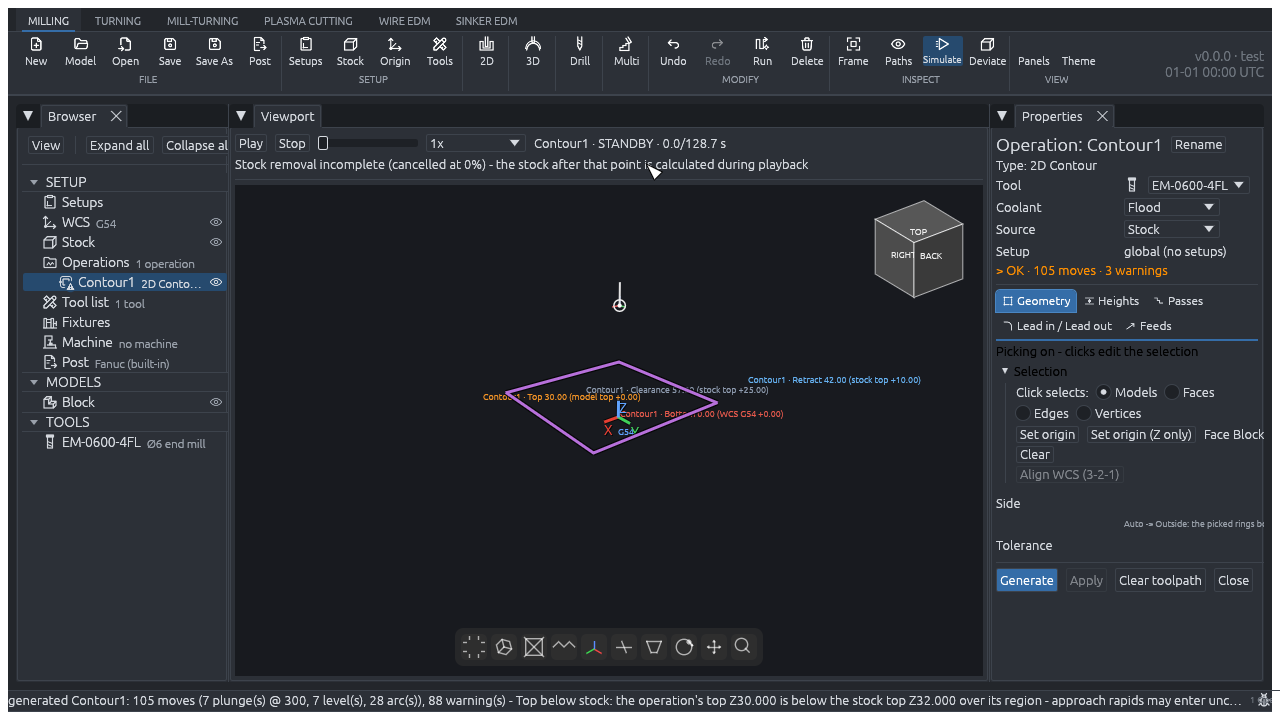 MILLING TURNING MILL-TURNING PLASMA CUTTING WIRE EDM SINKER EDM
New Model Open Save Save As Post Setups Stock Origin Tools 2D 3D Drill Multi Undo Redo Run Delete Frame Paths Simulate Deviate Panels Theme
FILE SETUP MODIFY INSPECT VIEW
v0.0.0 · test
01-01 00:00 UTC
Browser
View Expand all Collapse al
SETUP
Setups
WCS G54
Stock
Operations 1 operation
Contour1 2D Conto...
Tool list 1 tool
Fixtures
Machine no machine
Post Fanuc (built-in)
MODELS
Block
TOOLS
EM-0600-4FL Ø6 end mill
Viewport
Play Stop 1x Contour1 · STANDBY · 0.0/128.7 s
Stock removal incomplete (cancelled at 0%) - the stock after that point is calculated during playback
TOP
RIGHT BACK
Contour1 · Retract 42.00 (stock top +10.00)
Contour1 · Clearance (stock top +25.00)
Contour1 · Top 30.00 (model top +0.00)
Contour1 · (WCS G54 +0.00)
Z
X G54 Y
Properties
Operation: Contour1 Rename
Type: 2D Contour
Tool EM-0600-4FL
Coolant Flood
Source Stock
Setup global (no setups)
> OK · 105 moves · 3 warnings
Geometry Heights Passes
Lead in / Lead out Feeds
Picking on - clicks edit the selection
Selection
Click selects: Models Faces
Edges Vertices
Set origin Set origin (Z only) Face Block
Clear
Align WCS (3-2-1)
Side
Auto -> Outside: the picked rings bo
Tolerance
Generate Apply Clear toolpath Close
generated Contour1: 105 moves (7 plunge(s) @ 300, 7 level(s), 28 arc(s)), 88 warning(s) - Top below stock: the operation's top Z30.000 is below the stock top Z32.000 over its region - approach rapids may enter unc...